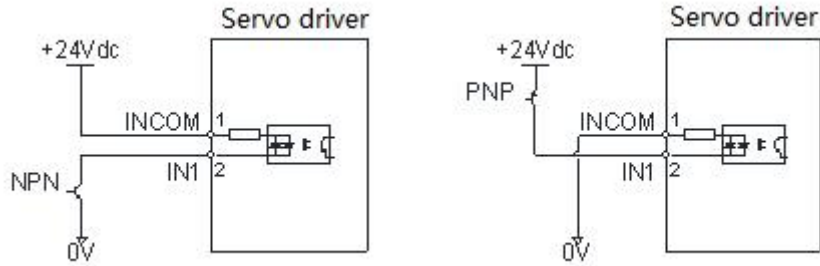 Servo driver
+24Vdc
INCOM
1
IN1
2
NPN
0V
Servo driver
+24Vdc
PNP
INCOM
1
IN1
2
0V